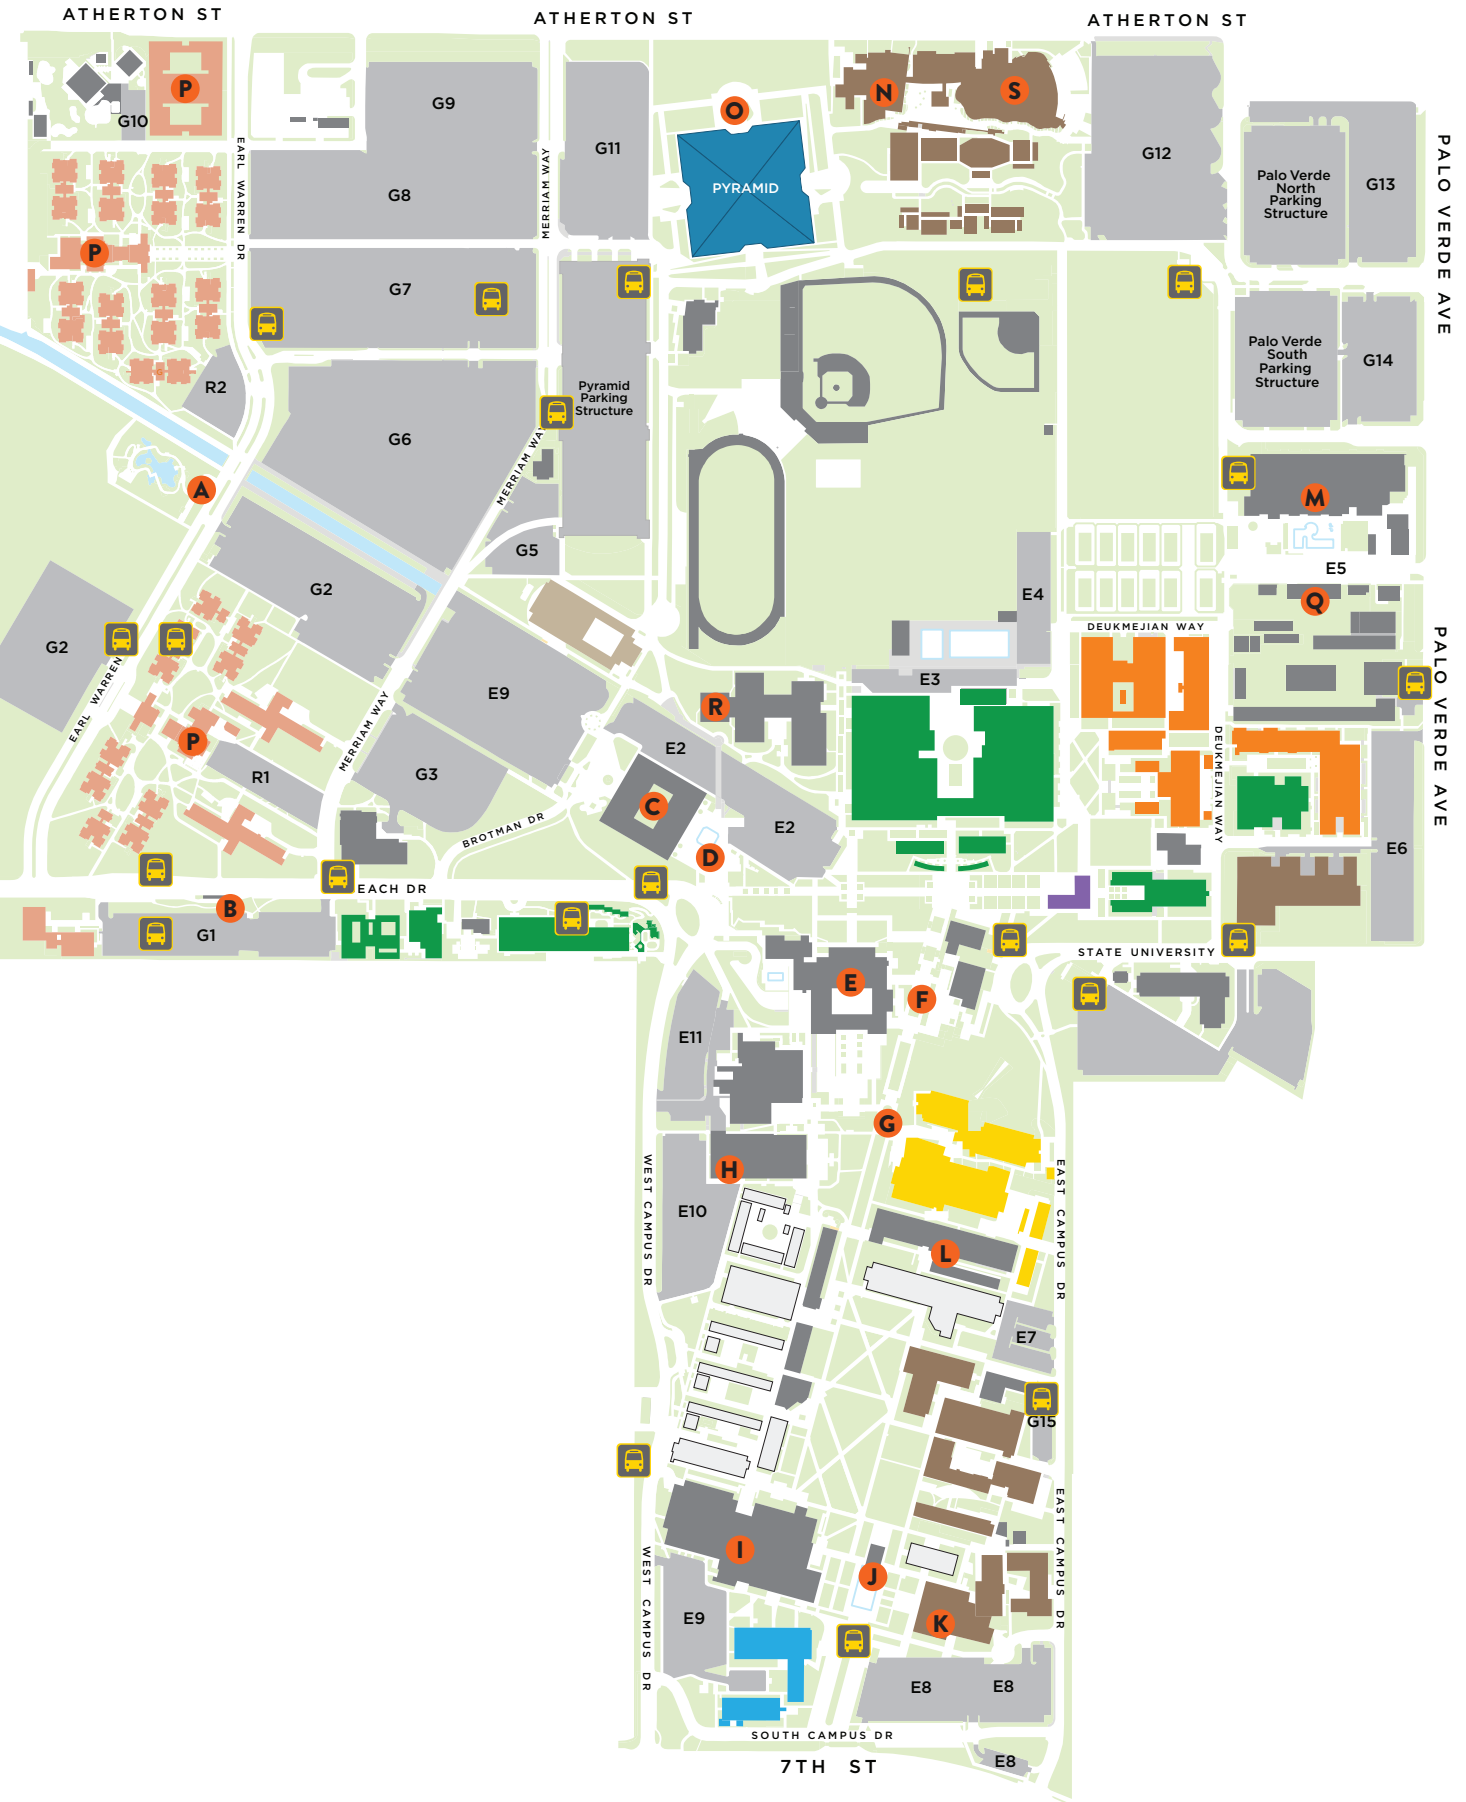 ATHERTON ST
ATHERTON ST
ATHERTON ST
P
G10
G9
G11
O
N
S
G12
EARL WARREN DR
MERRIAM WAY
G8
PYRAMID
Palo Verde
North
Parking
Structure
G13
PALO VERDE AVE
P
G7
R2
G6
Pyramid
Parking
Structure
Palo Verde
South
Parking
Structure
G14
MERRIAM WAY
A
M
G5
E5
G2
E4
Q
DEUKMEJIAN WAY
G2
EARL WARREN
E9
E3
R
PALO VERDE AVE
P
R1
MERRIAM WAY
G3
E2
DEUKMEJIAN WAY
C
E2
BROTMAN DR
D
E6
EACH DR
B
G1
STATE UNIVERSITY
E
F
E11
G
H
WEST CAMPUS DR
E10
EAST CAMPUS DR
L
E7
G15
EAST CAMPUS DR
I
J
WEST CAMPUS DR
E9
K
E8
E8
SOUTH CAMPUS DR
E8
7TH ST